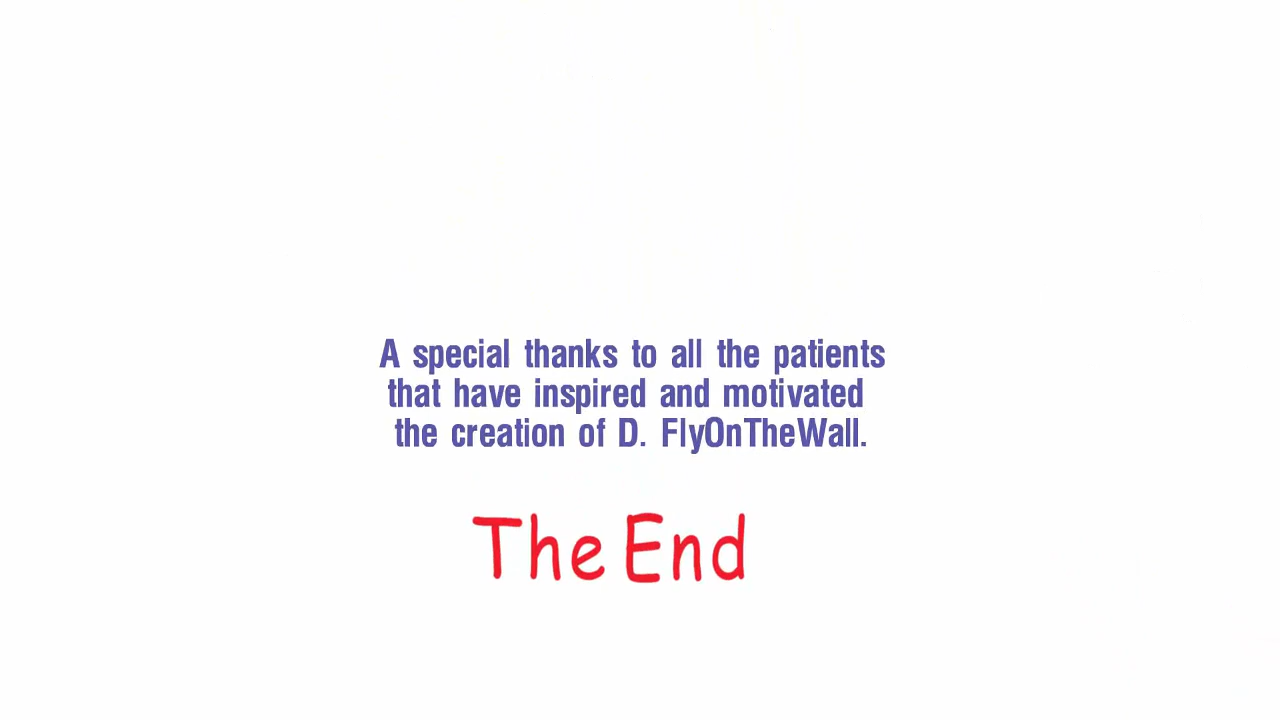 A special thanks to all the patients
that have inspired and motivated
the creation of D. FlyOnTheWall.
The End